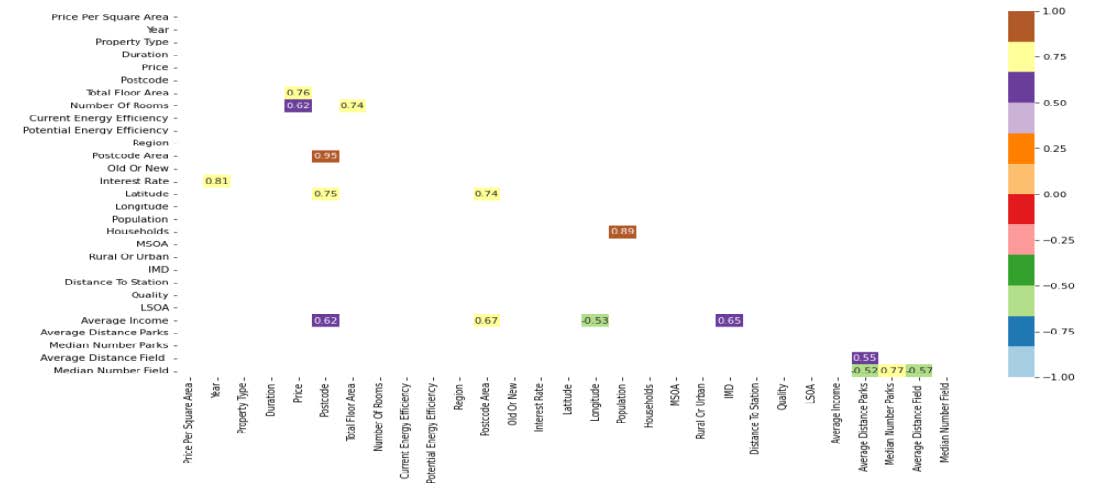 Price Per Square Area
Year
Property Type
Duration
Price
Postcode
Total Floor Area 0.76
Number Of Rooms 0.62 0.74
Current Energy Efficiency
Potential Energy Efficiency
Region
Postcode Area 0.95
Old Or New
Interest Rate 0.81
Latitude 0.75 0.74
Longitude
Population
Households 0.89
MSOA
Rural Or Urban
IMD
Distance To Station
Quality
LSOA
Average Income 0.62 0.67 -0.53 0.65
Average Distance Parks
Median Number Parks
Average Distance Field 0.55
Median Number Field -0.52 0.77 -0.57
Price Per Square Area
Year
Property Type
Duration
Price
Postcode
Total Floor Area
Number Of Rooms
Current Energy Efficiency
Potential Energy Efficiency
Region
Postcode Area
Old Or New
Interest Rate
Latitude
Longitude
Population
Households
MSOA
Rural Or Urban
IMD
Distance To Station
Quality
LSOA
Average Income
Average Distance Parks
Median Number Parks
Average Distance Field
Median Number Field
1.00
0.75
0.50
0.25
0.00
−0.25
−0.50
−0.75
−1.00